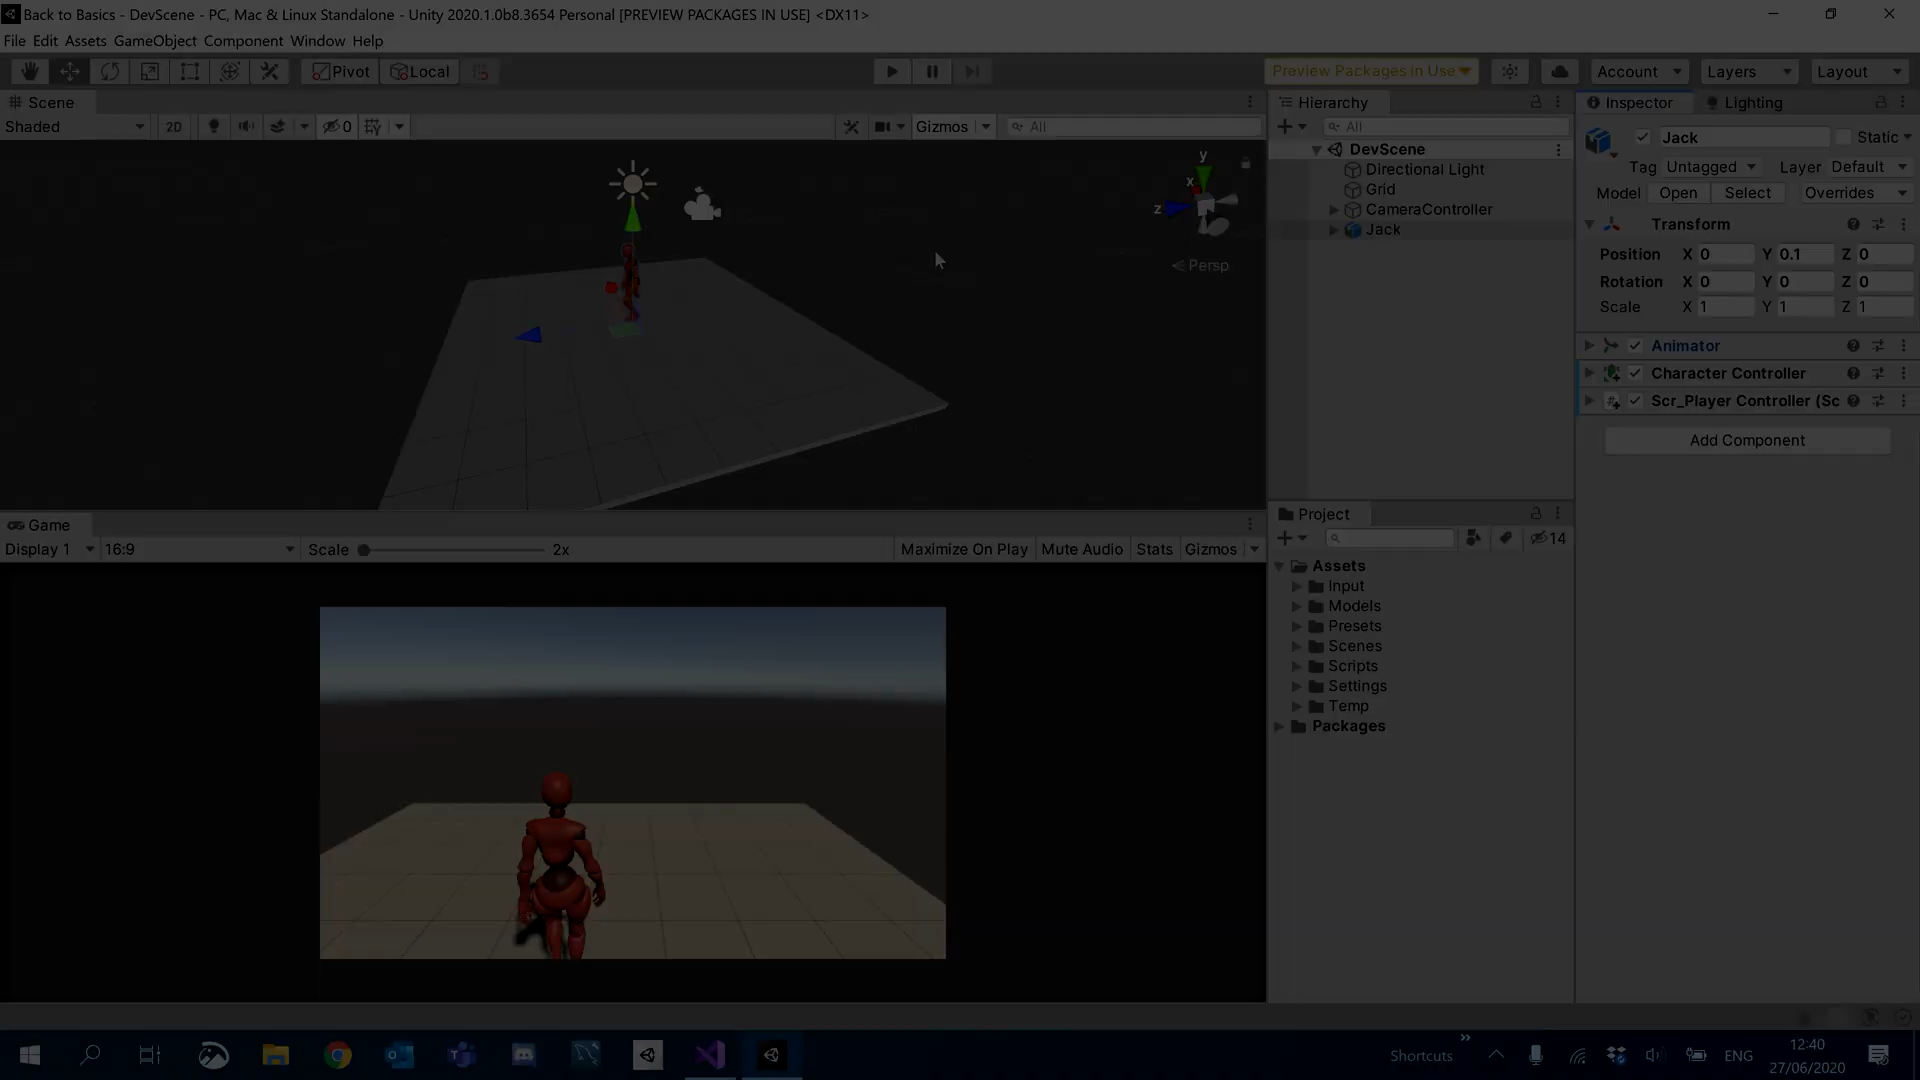 Back to Basics - DevScene - PC, Mac & Linux Standalone - Unity 2020.1.0b8.3654 Personal [PREVIEW PACKAGES IN USE] <DX11>
File Edit Assets GameObject Component Window Help
Pivot Local Preview Packages in Use Account Layers Layout
Scene
Shaded 2D 0 Gizmos All
y
x
z
Persp
Game
Display 1 16:9 Scale 2x Maximize On Play Mute Audio Stats Gizmos
Hierarchy
All
DevScene
Directional Light
Grid
CameraController
Jack
Project
14
Assets
Input
Models
Presets
Scenes
Scripts
Settings
Temp
Packages
Inspector Lighting
Jack Static
Tag Untagged Layer Default
Model Open Select Overrides
Transform
Position X 0 Y 0.1 Z 0
Rotation X 0 Y 0 Z 0
Scale X 1 Y 1 Z 1
Animator
Character Controller
Scr_Player Controller (Sc
Add Component
Shortcuts ENG 12:40
27/06/2020